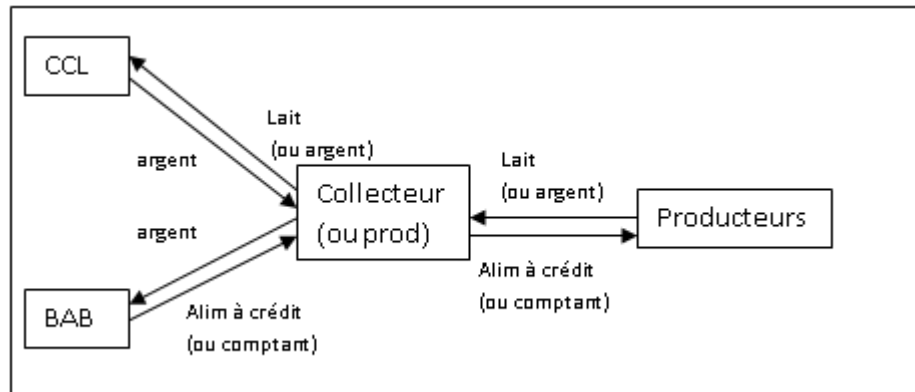 CCL
Lait
(ou argent)
argent
Lait
(ou argent)
Collecteur
(ou prod)
Producteurs
argent
Alim à crédit
(ou comptant)
BAB
Alim à crédit
(ou comptant)